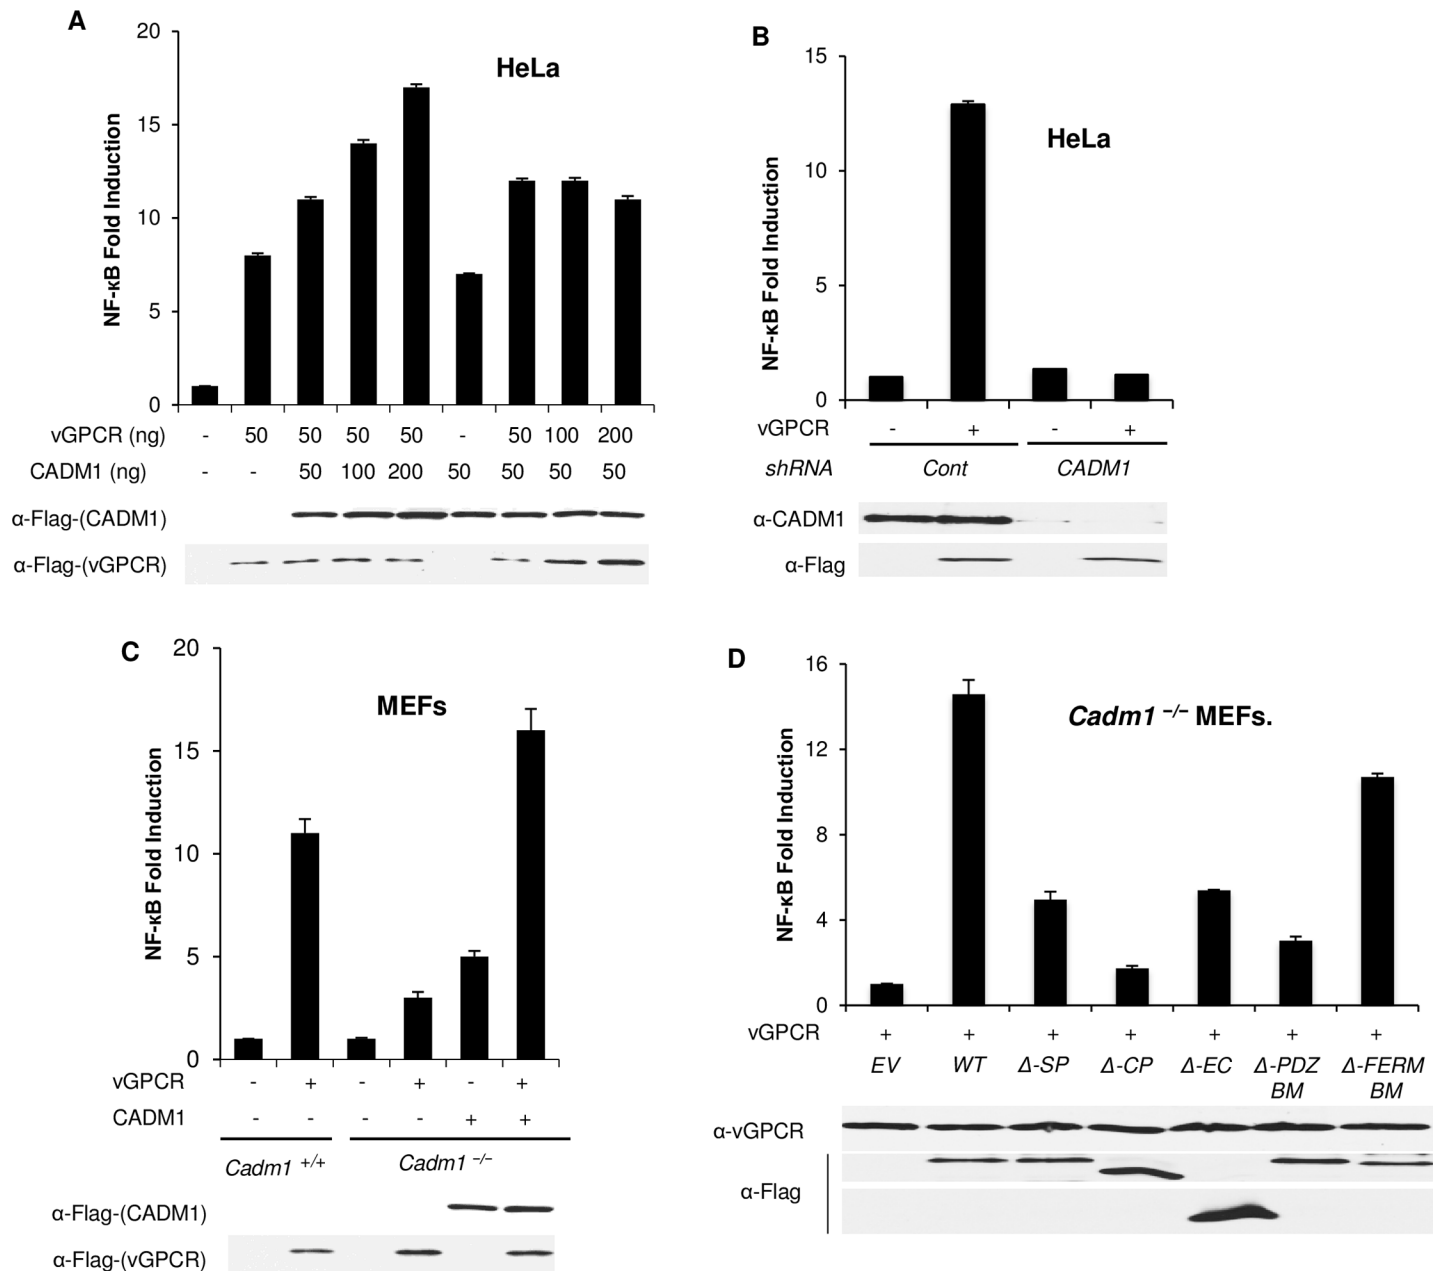 A
HeLa
NF-κB Fold Induction
20
15
10
5
0
vGPCR (ng) - 50 50 50 50 - 50 100 200
CADM1 (ng) - - 50 100 200 50 50 50 50
α-Flag-(CADM1)
α-Flag-(vGPCR)
B
HeLa
NF-κB Fold Induction
15
10
5
0
vGPCR - + - +
shRNA Cont CADM1
α-CADM1
α-Flag
C
MEFs
NF-κB Fold Induction
20
15
10
5
0
vGPCR - + - + - +
CADM1 - - - - + +
Cadm1 +/+ Cadm1 –/–
α-Flag-(CADM1)
α-Flag-(vGPCR)
D
Cadm1 –/– MEFs.
NF-κB Fold Induction
16
12
8
4
0
vGPCR + + + + + + +
EV WT Δ-SP Δ-CP Δ-EC Δ-PDZ Δ-FERM
BM BM
α-vGPCR
α-Flag